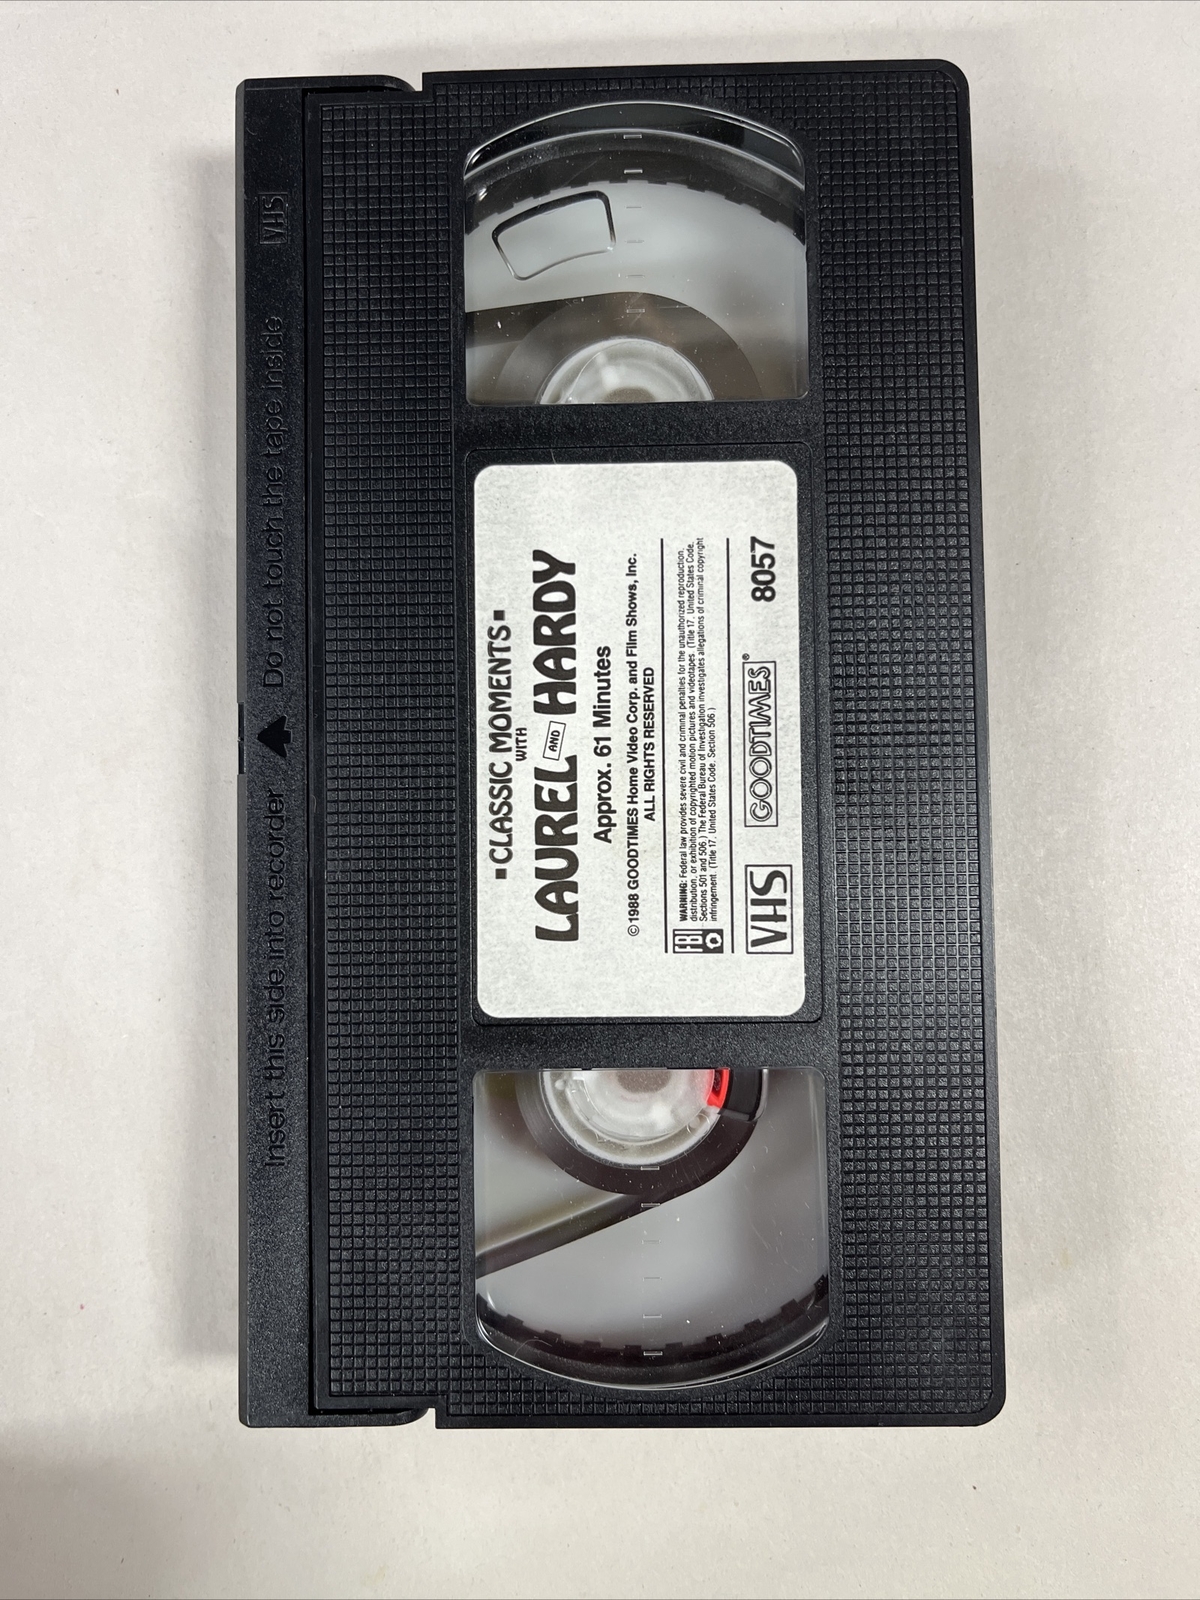 VHS
Insert this side into recorder ▲ Do not touch the tape inside
▪CLASSIC MOMENTS▪
WITH
LAUREL AND HARDY
Approx. 61 Minutes
©1988 GOODTIMES Home Video Corp. and Film Shows, Inc.
ALL RIGHTS RESERVED
FBI
WARNING: Federal law provides severe civil and criminal penalties for the unauthorized reproduction,
distribution, or exhibition of copyrighted motion pictures and videotapes. (Title 17, United States Code,
Sections 501 and 506.) The Federal Bureau of Investigation investigates allegations of criminal copyright
infringement. (Title 17, United States Code, Section 506.)
VHS GOODTIMES® 8057